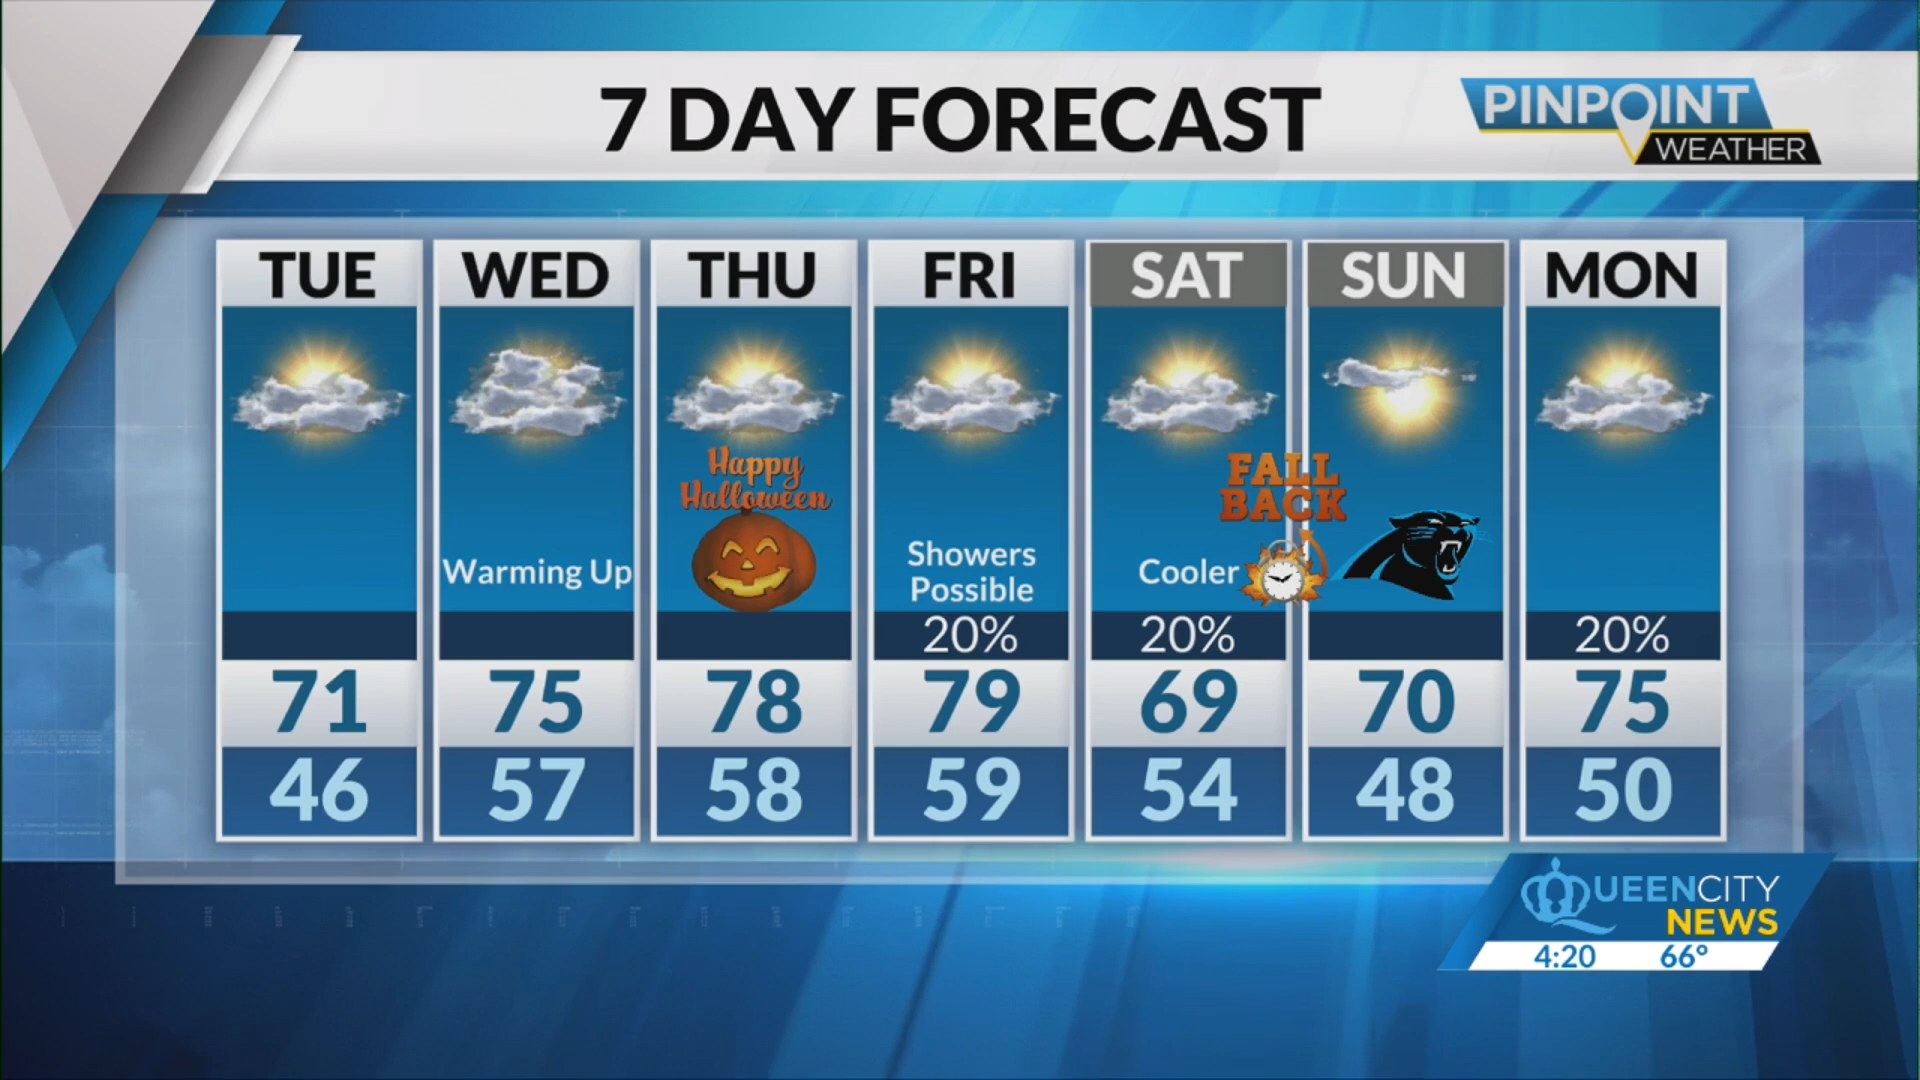 7 DAY FORECAST
PINPOINT
WEATHER
TUE
WED
THU
FRI
SAT
SUN
MON
Happy
Halloween
FALL
BACK
Warming Up
Showers
Possible
Cooler
20%
20%
20%
71
75
78
79
69
70
75
46
57
58
59
54
48
50
QUEENCITY
NEWS
4:20 66°